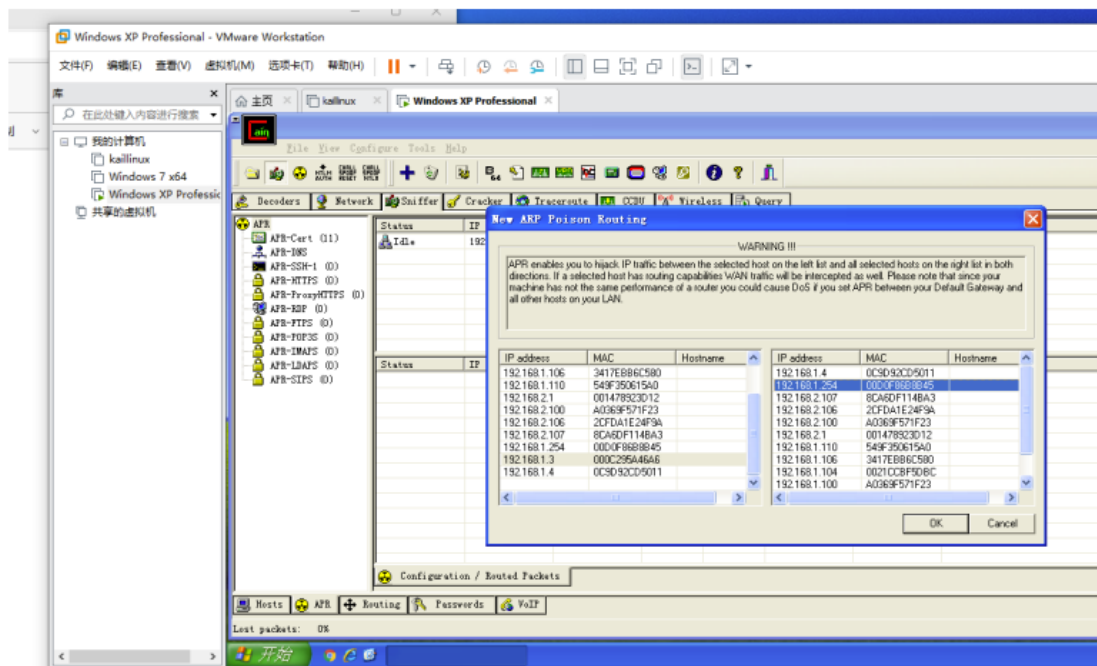 Windows XP Professional - VMware Workstation
文件(F) 编辑(E) 查看(V) 虚拟机(M) 选项卡(T) 帮助(H)
库
在此处键入内容进行搜索
我的计算机
kaillinux
Windows 7 x64
Windows XP Professic
共享的虚拟机
主页
kaillinux
Windows XP Professional
ain
File View Configure Tools Help
Decoders Network Sniffer Cracker Traceroute CCDU Wireless Query
APR
APR-Cert (11)
APR-DNS
APR-SSH-1 (0)
APR-HTTPS (0)
APR-ProxyHTTPS (0)
APR-RDP (0)
APR-FTPS (0)
APR-POP3S (0)
APR-IMAPS (0)
APR-LDAPS (0)
APR-SIPS (0)
Status IP
Idle 192
Status IP
New ARP Poison Routing
WARNING !!!
APR enables you to hijack IP traffic between the selected host on the left list and all selected hosts on the right list in both
directions. If a selected host has routing capabilities WAN traffic will be intercepted as well. Please note that since your
machine has not the same performance of a router you could cause DoS if you set APR between your Default Gateway and
all other hosts on your LAN.
IP address MAC Hostname
192.168.1.106 3417EBB6C580
192.168.1.110 549F350615A0
192.168.2.1 001478923D12
192.168.2.100 A0369F571F23
192.168.2.106 2CFDA1E24F9A
192.168.2.107 8CA6DF114BA3
192.168.1.254 00D0F86B8B45
192.168.1.3 000C295A46A6
192.168.1.4 0C9D92CD5011
IP address MAC Hostname
192.168.1.4 0C9D92CD5011
192.168.1.254 00D0F86B8B45
192.168.2.107 8CA6DF114BA3
192.168.2.106 2CFDA1E24F9A
192.168.2.100 A0369F571F23
192.168.2.1 001478923D12
192.168.1.110 549F350615A0
192.168.1.106 3417EBB6C580
192.168.1.104 0021CCBF5DBC
192.168.1.100 A0369F571F23
OK Cancel
Configuration / Routed Packets
Hosts APR Routing Passwords VoIP
Lost packets: 0%
开始